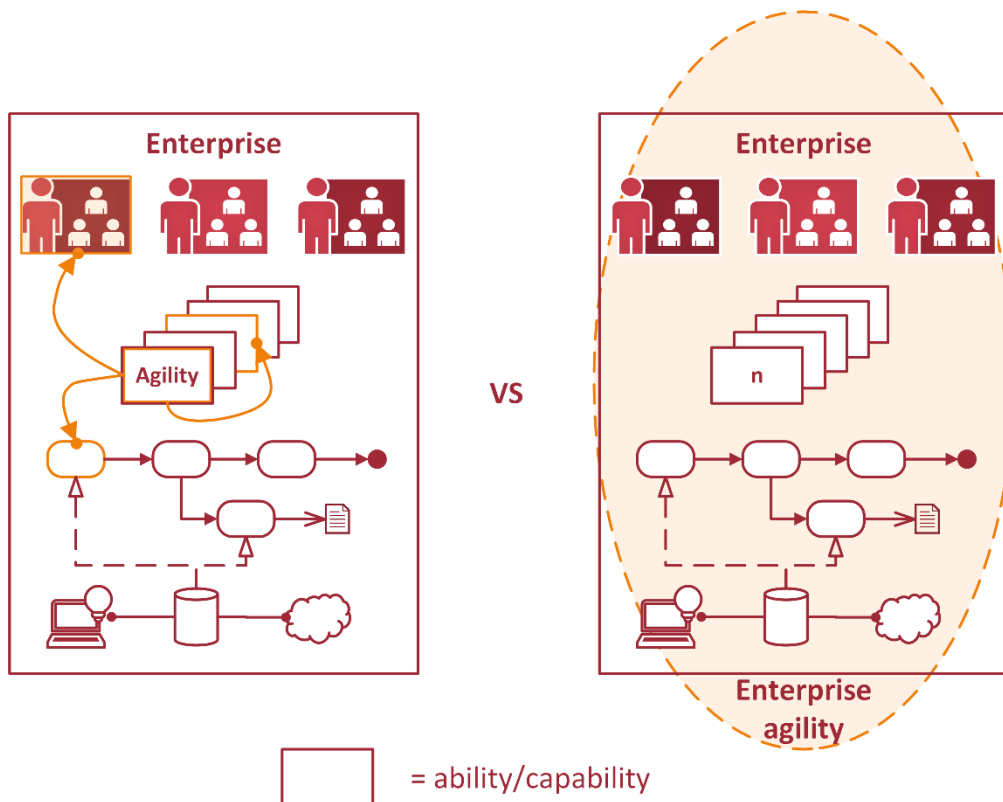 Enterprise
Enterprise
Agility
n
VS
Enterprise
agility
= ability/capability